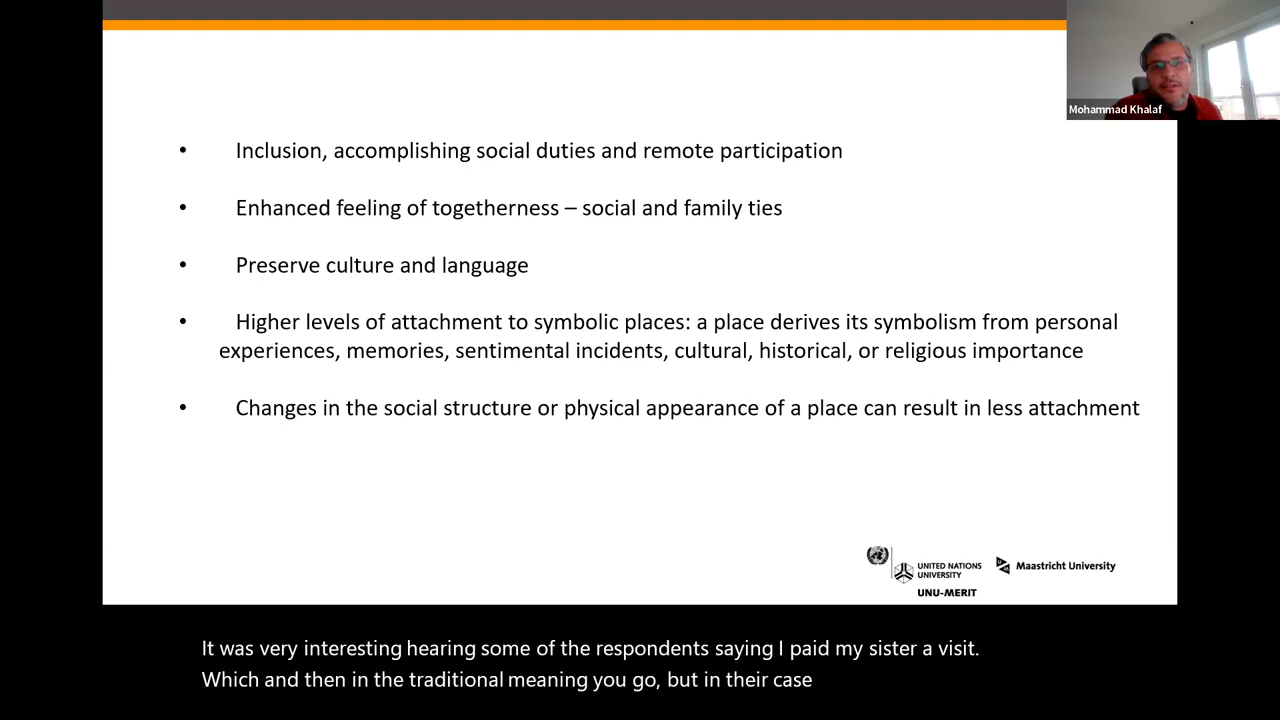 Mohammad Khalaf
• Inclusion, accomplishing social duties and remote participation
• Enhanced feeling of togetherness – social and family ties
• Preserve culture and language
• Higher levels of attachment to symbolic places: a place derives its symbolism from personal
experiences, memories, sentimental incidents, cultural, historical, or religious importance
• Changes in the social structure or physical appearance of a place can result in less attachment
UNITED NATIONS
UNIVERSITY
UNU-MERIT
Maastricht University
It was very interesting hearing some of the respondents saying I paid my sister a visit.
Which and then in the traditional meaning you go, but in their case